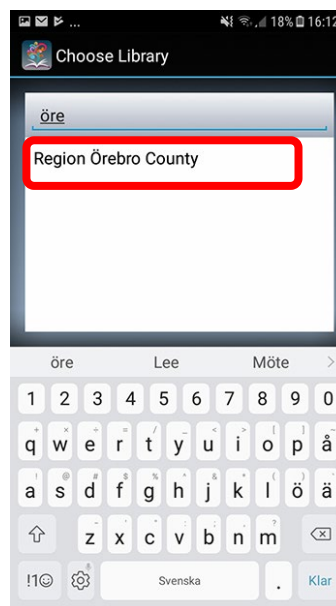 ... 18% 16:12
Choose Library
öre
Region Örebro County
öre Lee Möte >
1 2 3 4 5 6 7 8 9 0
q w e r t y u i o p å
a s d f g h j k l ö ä
z x c v b n m
!1☺ Svenska . Klar